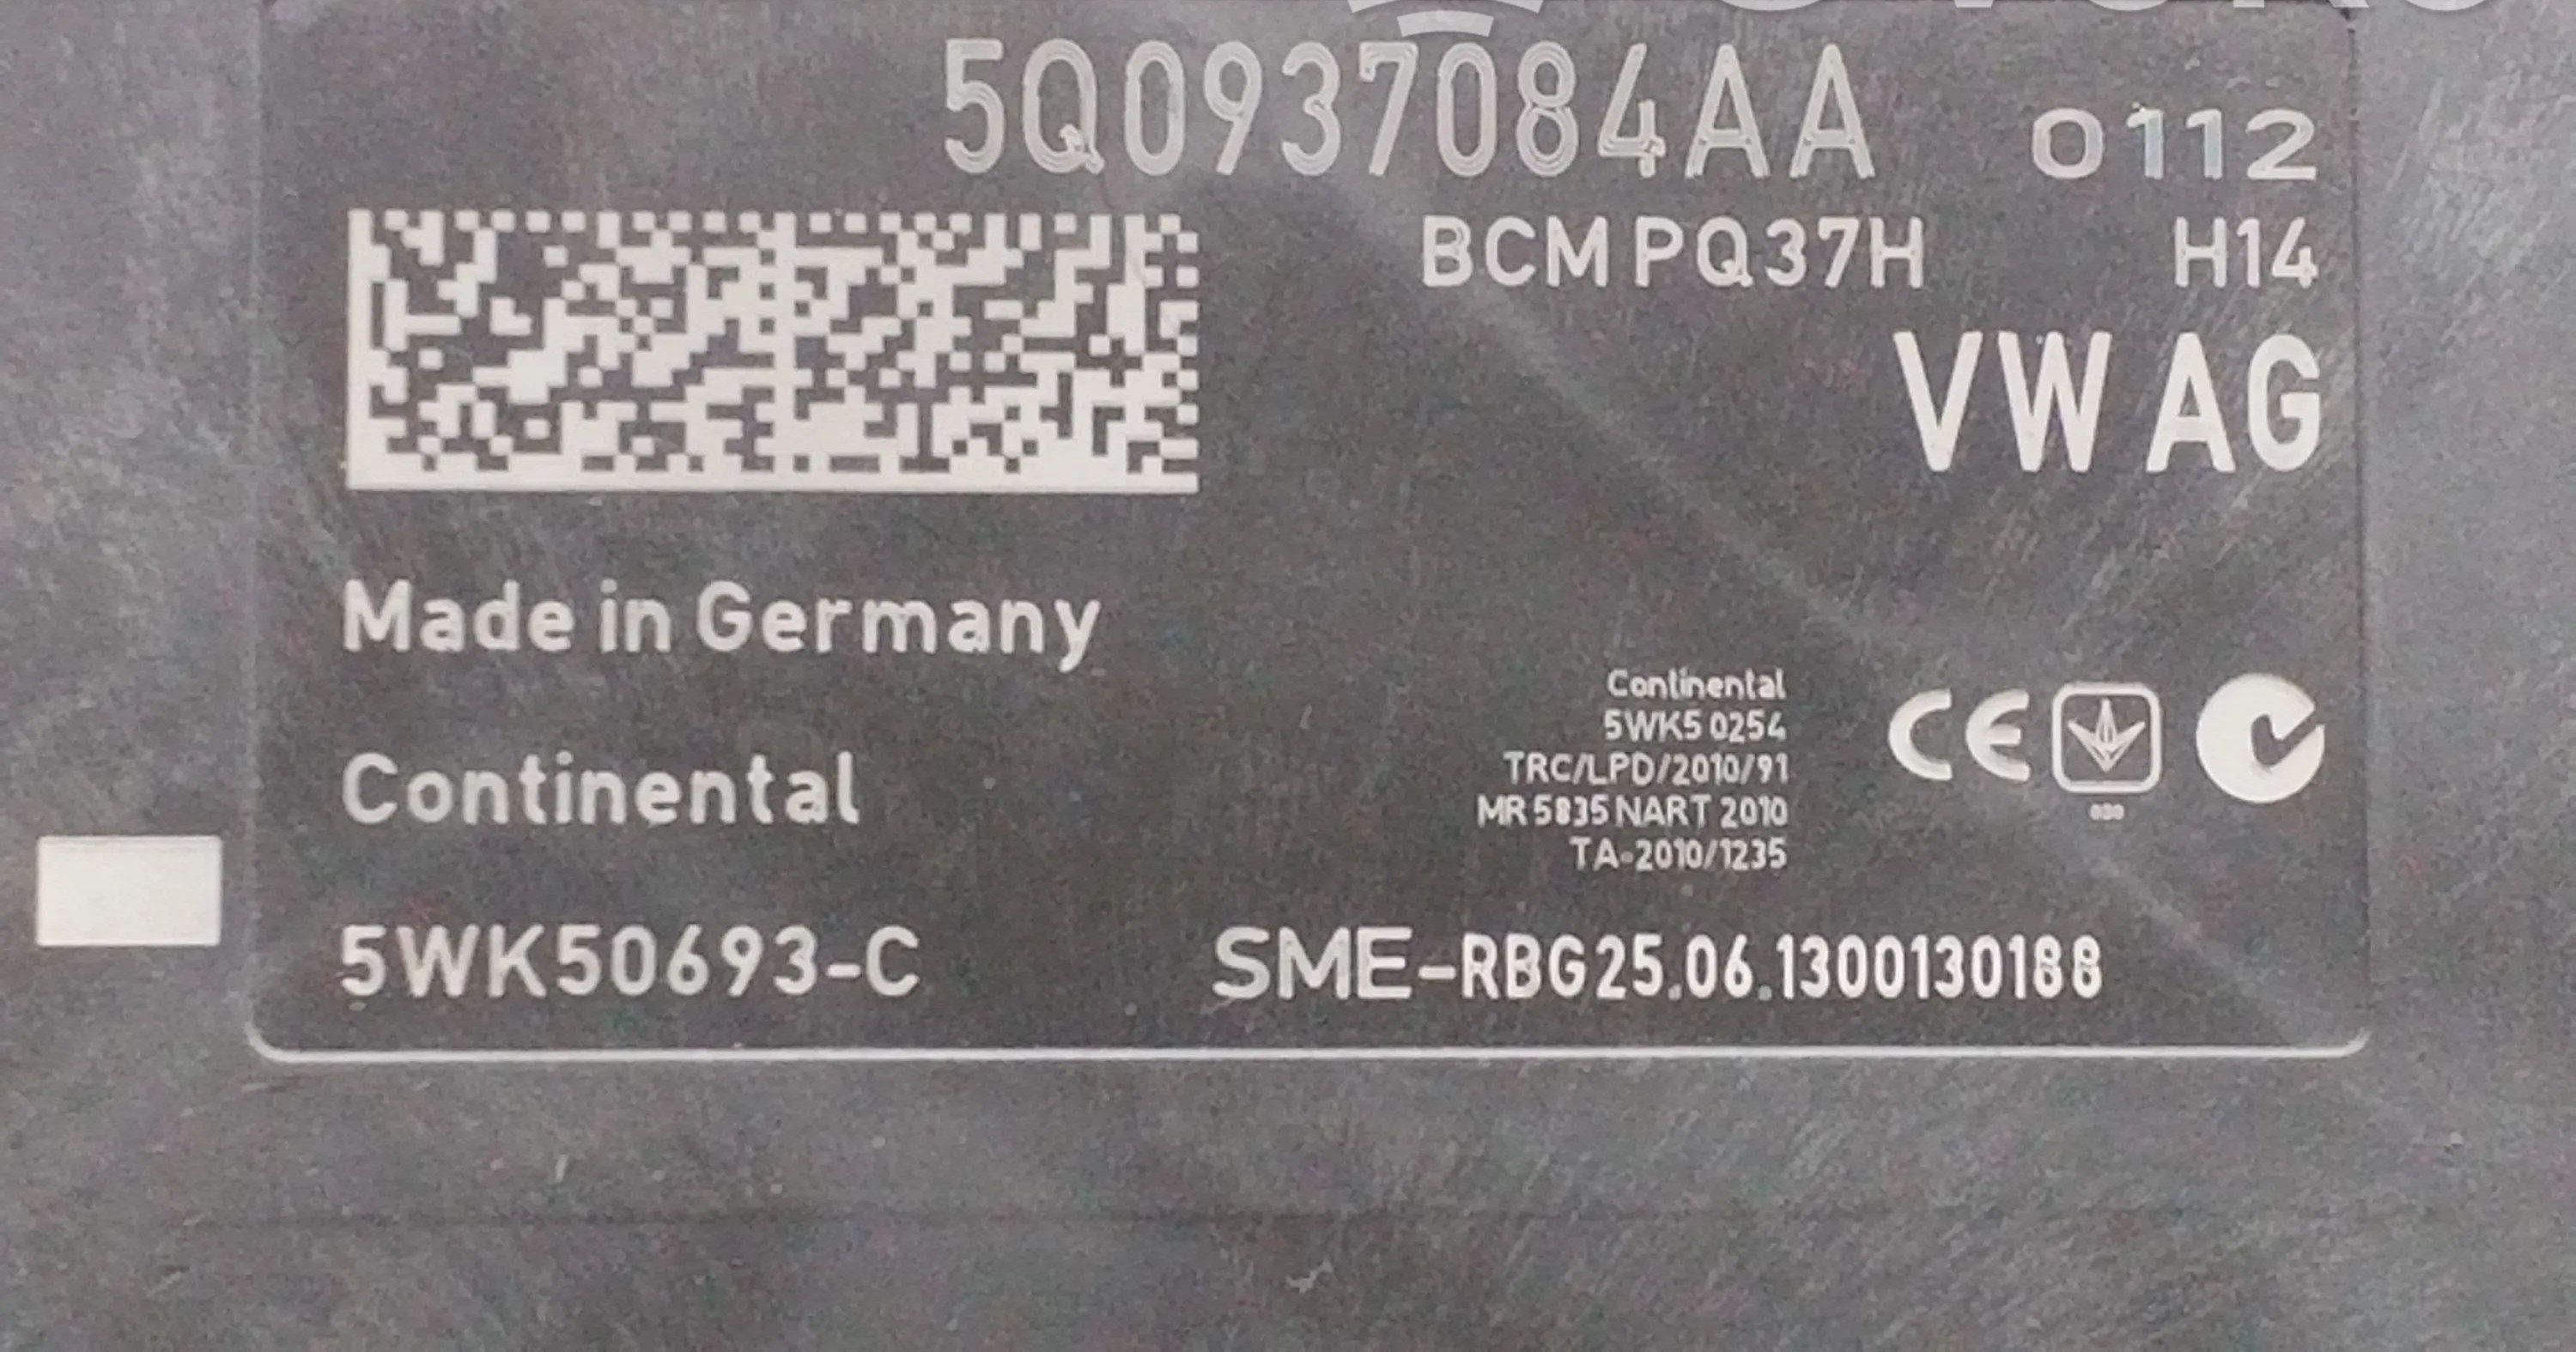 5Q0937084AA 0112
BCM PQ37H H14
VW AG
Made in Germany
Continental
5WK5 0254
TRC/LPD/2010/91
MR 5835 NART 2010
TA-2010/1235
CE
Continental
5WK50693-C SME-RBG25.06.1300130188